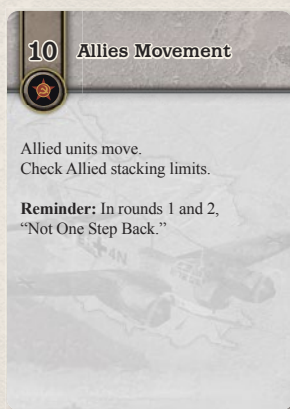 10 Allies Movement
Allied units move.
Check Allied stacking limits.
Reminder: In rounds 1 and 2,
“Not One Step Back.”